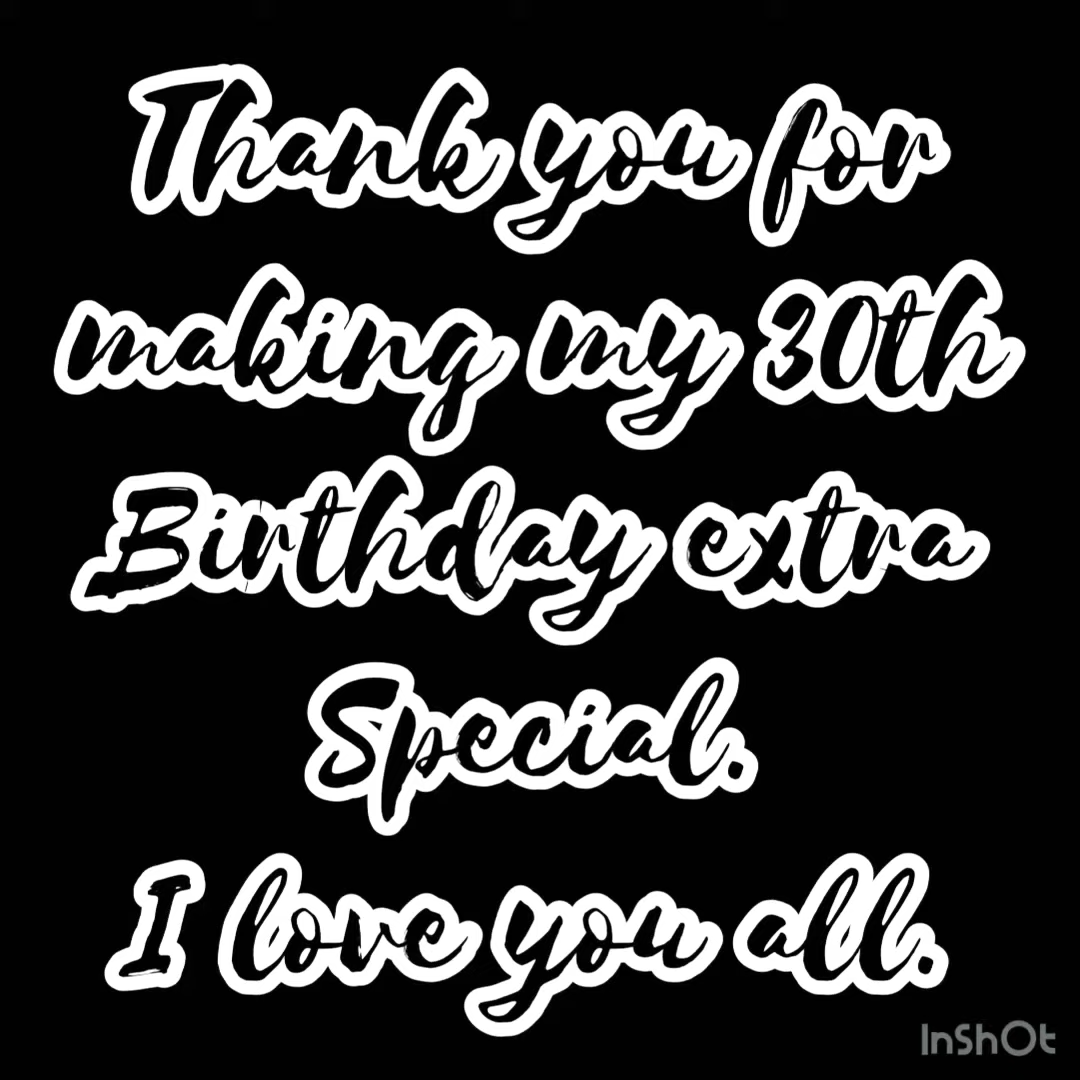 Thank you for
making my 30th
Birthday extra
Special.
I love you all.
InShOt